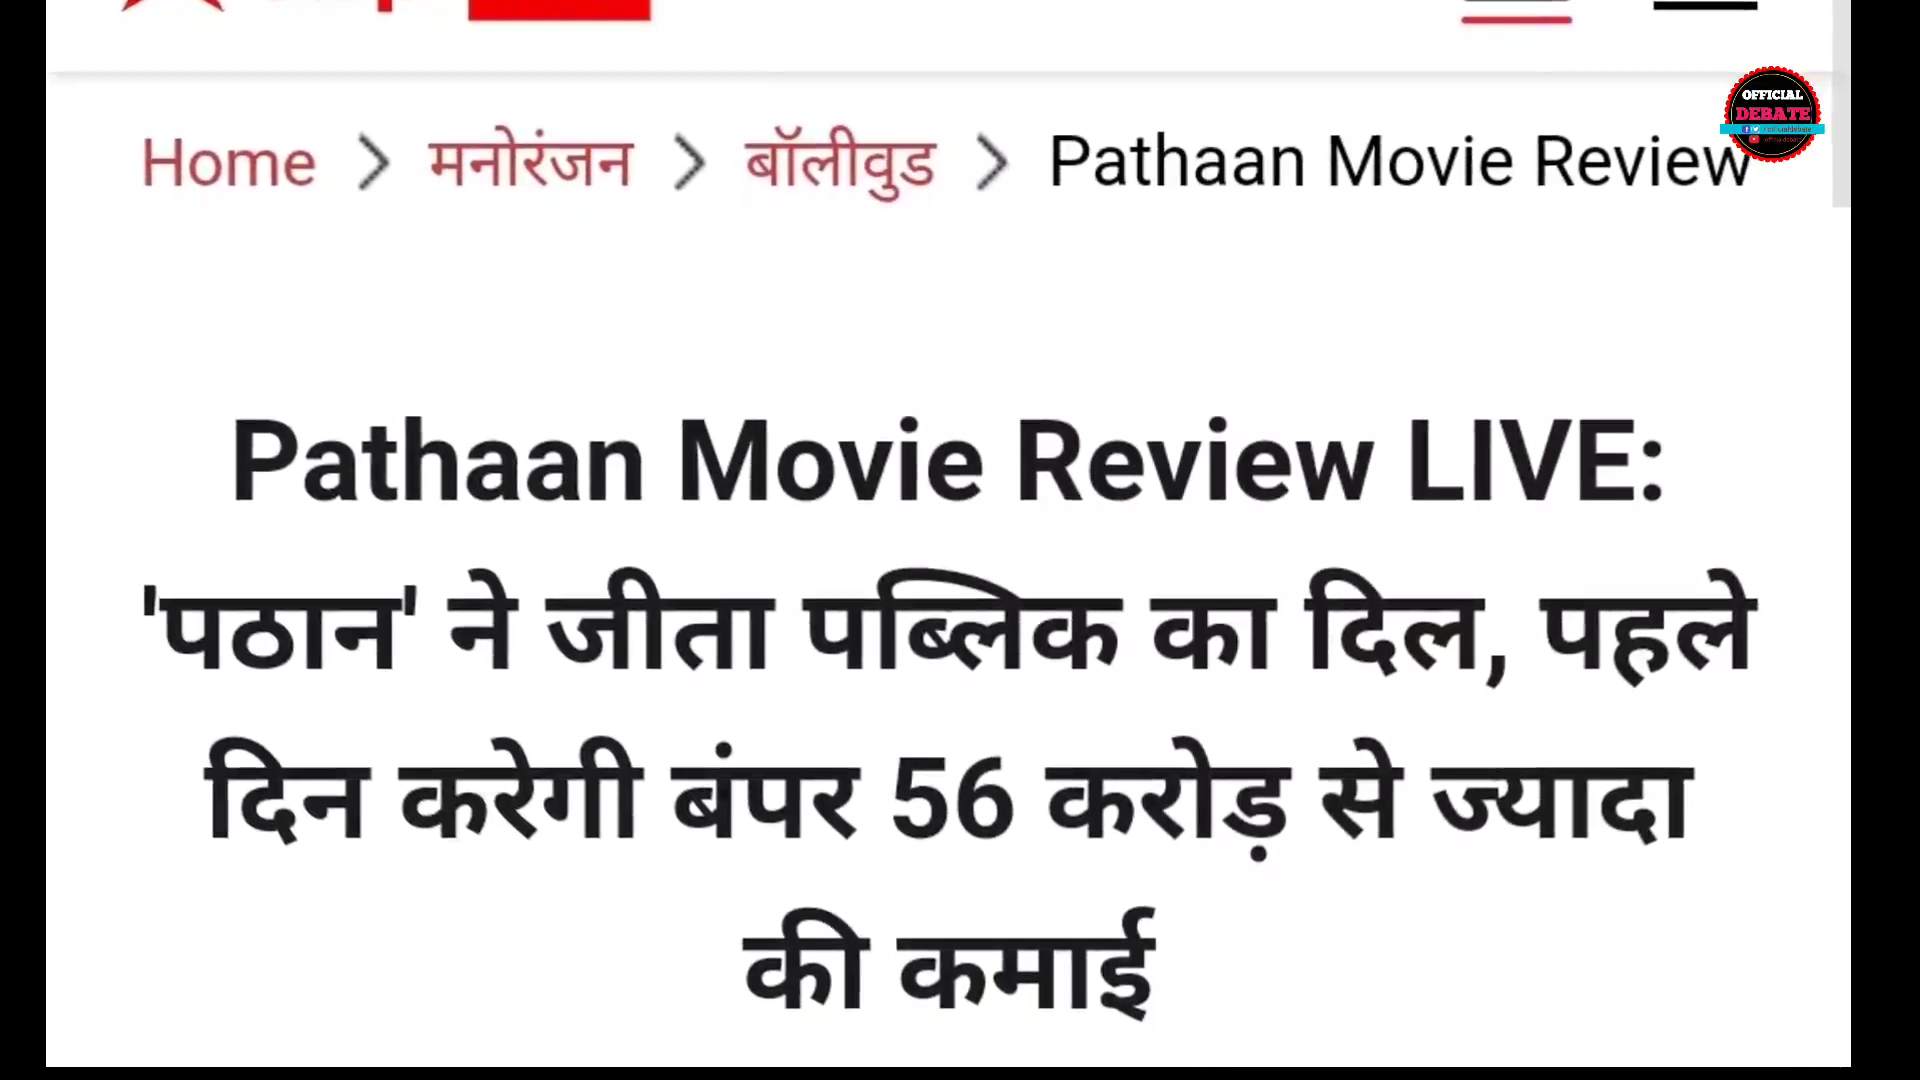 OFFICIAL
DEBATE
Home > मनोरंजन > बॉलीवुड > Pathaan Movie Review
Pathaan Movie Review LIVE:
'पठान' ने जीता पब्लिक का दिल, पहले
दिन करेगी बंपर 56 करोड़ से ज्यादा
की कमाई